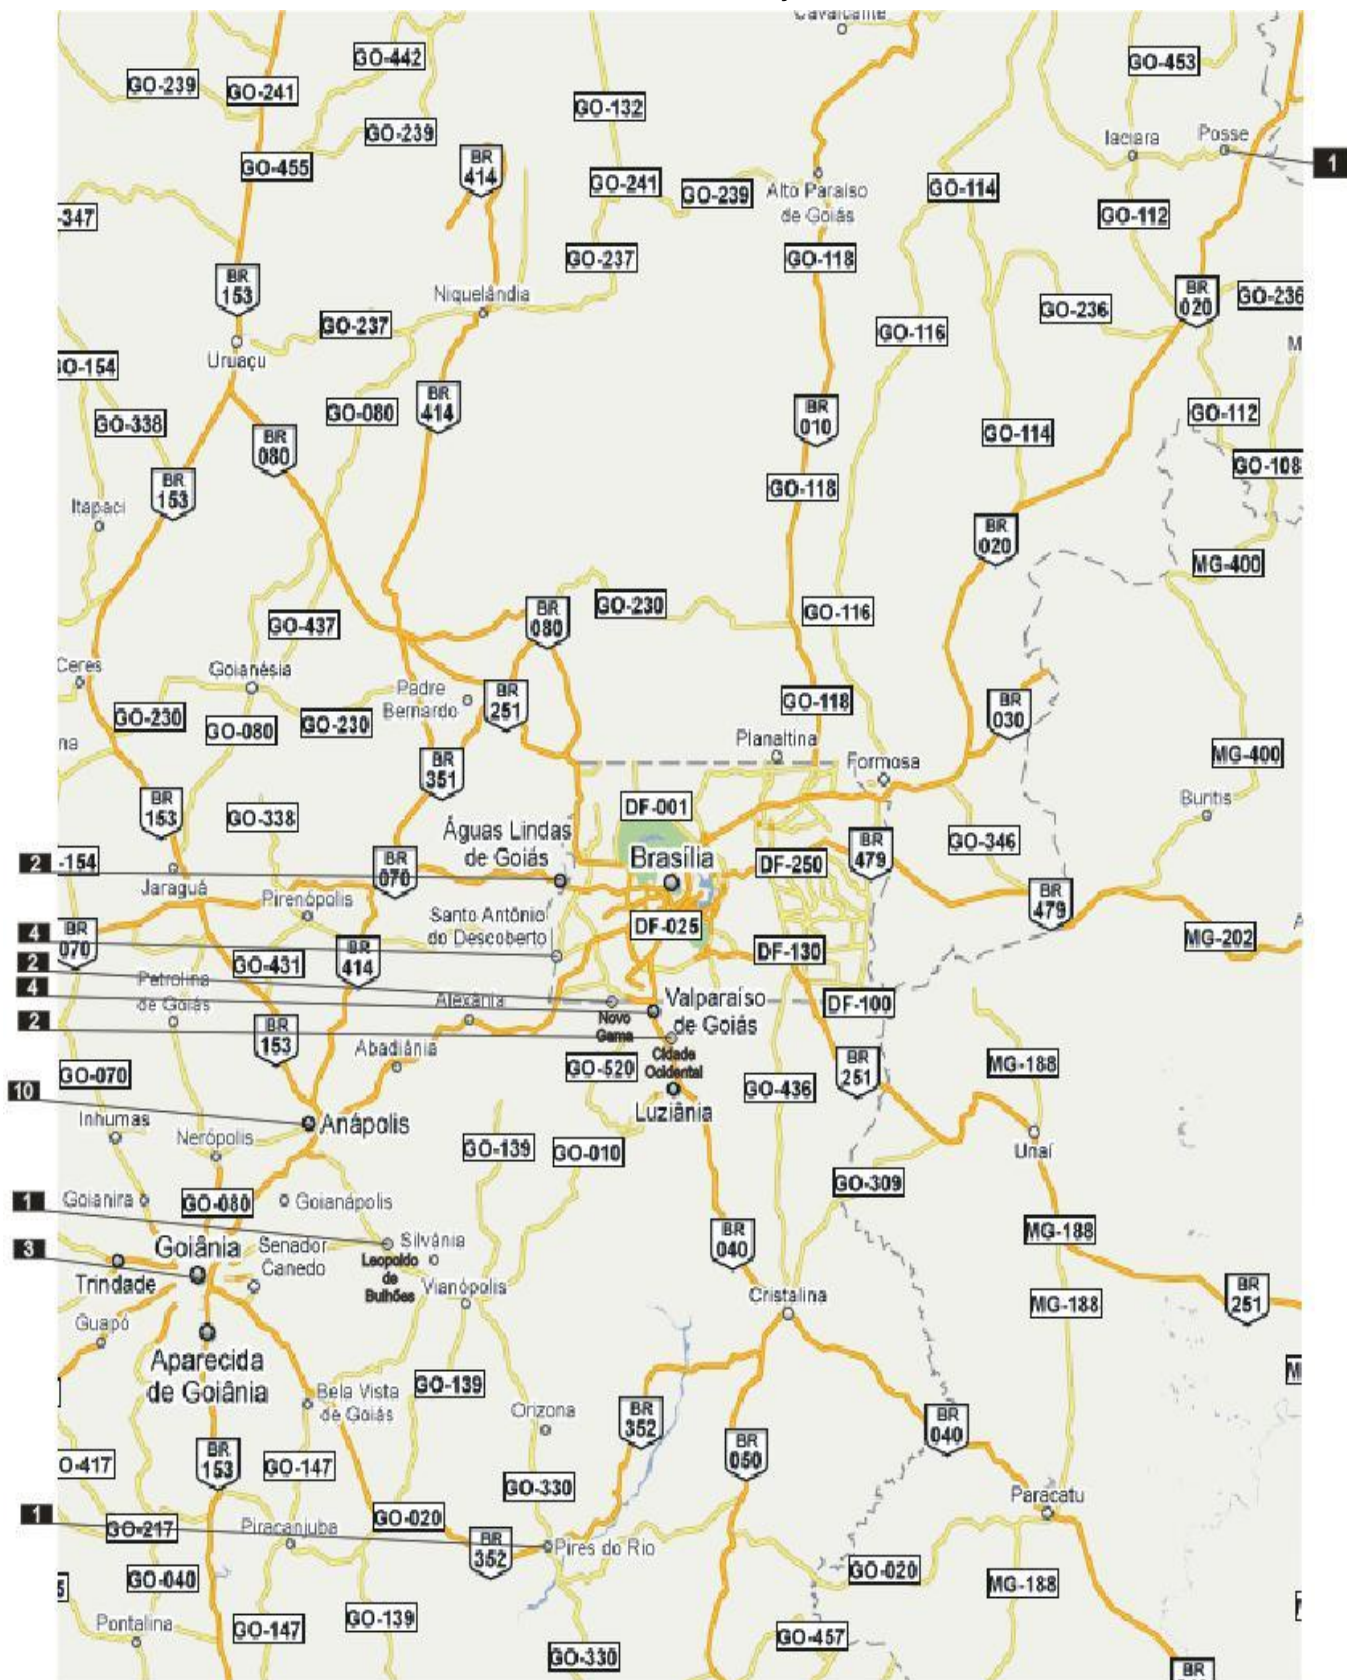 Cavalcante
GO-442
GO-453
GO-239
GO-241
GO-132
GO-239
Iaciara
Posse
1
GO-455
BR
414
GO-241
GO-239
Alto Paraíso
de Goiás
GO-114
-347
GO-112
GO-237
GO-118
BR
153
Niquelândia
BR
020
GO-236
GO-236
GO-237
GO-116
M
Uruaçu
GO-154
BR
414
GO-080
GO-338
BR
010
GO-112
BR
080
GO-114
GO-108
BR
153
GO-118
Itapaci
BR
020
MG-400
GO-230
BR
080
GO-116
GO-437
Ceres
Goianésia
Padre
Bernardo
BR
251
GO-118
BR
030
GO-230
GO-080
GO-230
na
Planaltina
MG-400
Formosa
BR
351
BR
153
DF-001
Buritis
GO-338
Águas Lindas
de Goiás
GO-346
2
-154
BR
070
Brasília
DF-250
BR
479
Jaraguá
Pirenópolis
BR
479
Santo Antônio
do Descoberto
DF-025
4
BR
070
MG-202
A
BR
414
DF-130
2
GO-431
Petrolina
de Goiás
4
Alexânia
Valparaíso
de Goiás
DF-100
2
Novo
Gama
BR
153
Abadiânia
Cidade
Ocidental
MG-188
GO-070
GO-520
BR
251
10
GO-436
Luziânia
Inhumas
Anápolis
Nerópolis
GO-139
GO-010
Unaí
GO-309
1
Goianira
GO-080
Goianápolis
MG-188
BR
040
3
Goiânia
Senador
Canedo
Silvânia
Leopoldo
de
Bulhões
Trindade
Vianópolis
Cristalina
MG-188
BR
251
Guapó
Aparecida
de Goiânia
M
Bela Vista
de Goiás
GO-139
Orizona
BR
352
BR
040
BR
050
O-417
BR
153
GO-147
GO-330
Paracatu
1
GO-217
Piracanjuba
GO-020
BR
352
Pires do Rio
5
GO-040
GO-020
MG-188
Pontalina
GO-147
GO-139
GO-457
GO-330
BR